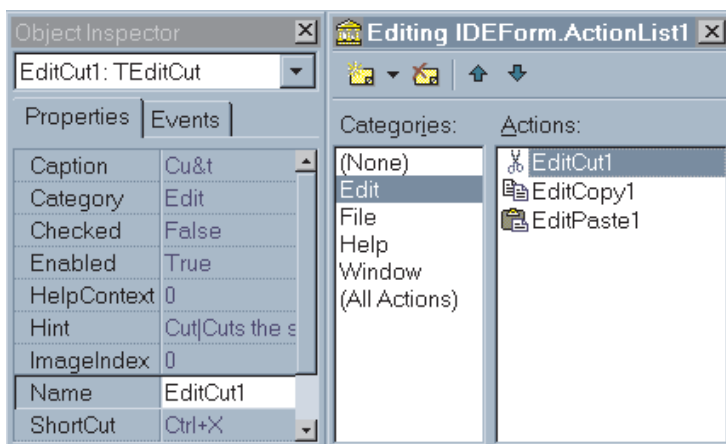 Object Inspector
EditCut1: TEditCut
Properties Events
Caption Cu&t
Category Edit
Checked False
Enabled True
HelpContext 0
Hint Cut|Cuts the s
ImageIndex 0
Name EditCut1
ShortCut Ctrl+X
Editing IDEForm.ActionList1
Categories: Actions:
(None)
Edit
File
Help
Window
(All Actions)
EditCut1
EditCopy1
EditPaste1